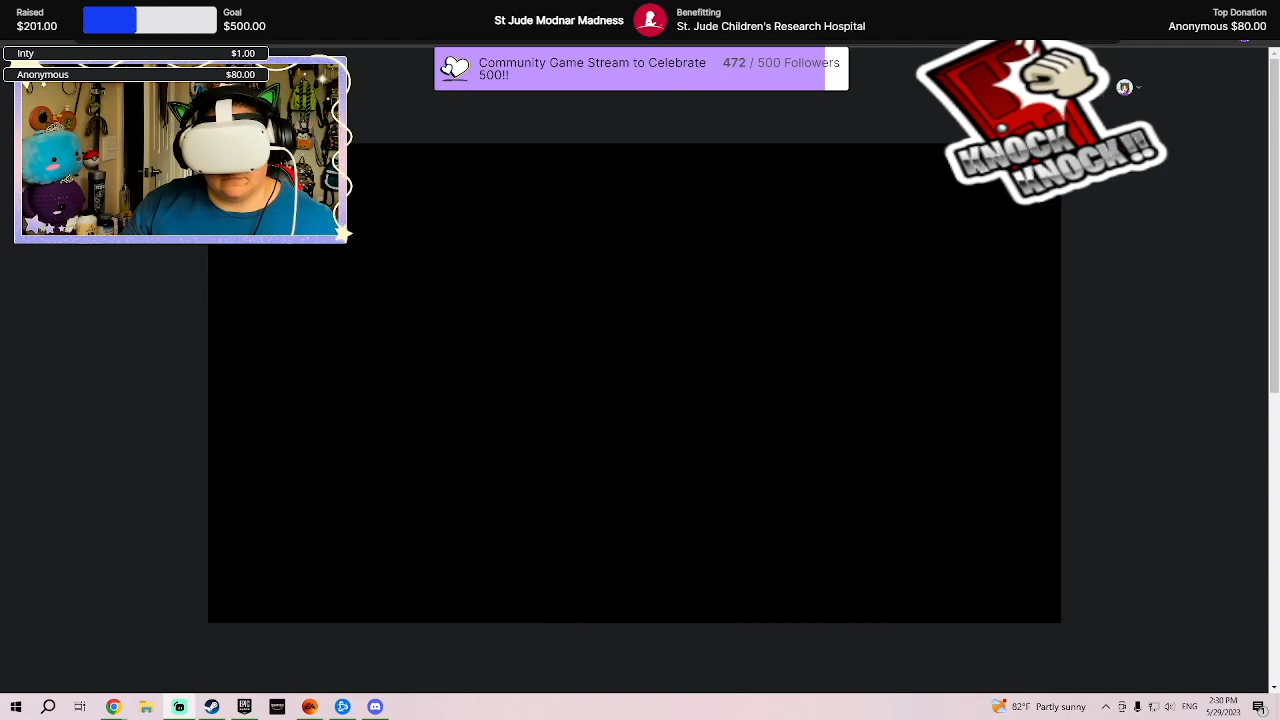 Raised
$201.00
Goal
$500.00
St Jude Modnar Madness
Benefitting
St. Jude Children's Research Hospital
Top Donation
Anonymous $80.00
Inty $1.00
Anonymous $80.00
Community Game Stream to Celebrate 472 / 500 Followers
500!!
KNOCK
KNOCK!!
82°F Partly sunny
ENG
2:30 PM
5/29/2023